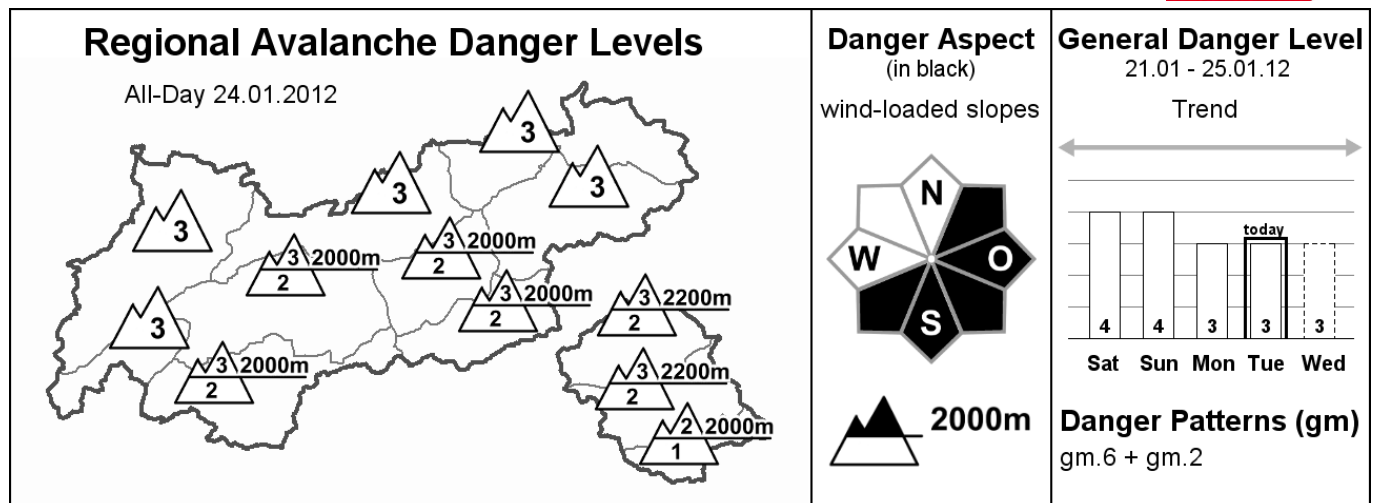 Regional Avalanche Danger Levels
All-Day 24.01.2012
3
3
3
3
3 2000m
2
3 2000m
2
3 2000m
2
3 2200m
2
3
3 2000m
2
3 2200m
2
2 2000m
1
Danger Aspect
(in black)
wind-loaded slopes
N
W
O
S
2000m
General Danger Level
21.01 - 25.01.12
Trend
today
4 4 3 3 3
Sat Sun Mon Tue Wed
Danger Patterns (gm)
gm.6 + gm.2